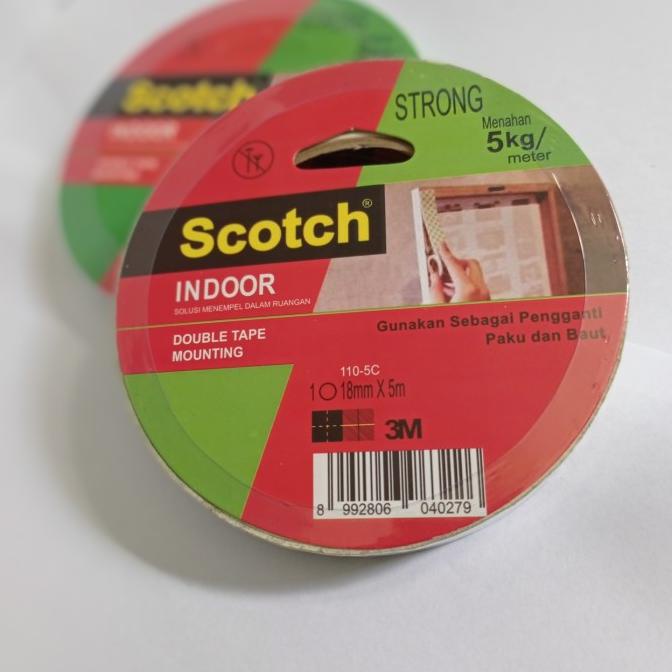 Scotch
STRONG
Menahan
5kg/
meter
Scotch®
INDOOR
SOLUSI MENEMPEL DALAM RUANGAN
DOUBLE TAPE
MOUNTING
Gunakan Sebagai Pengganti
Paku dan Baut
110-5C
1 18mm X 5m
3M
8 992806 040279